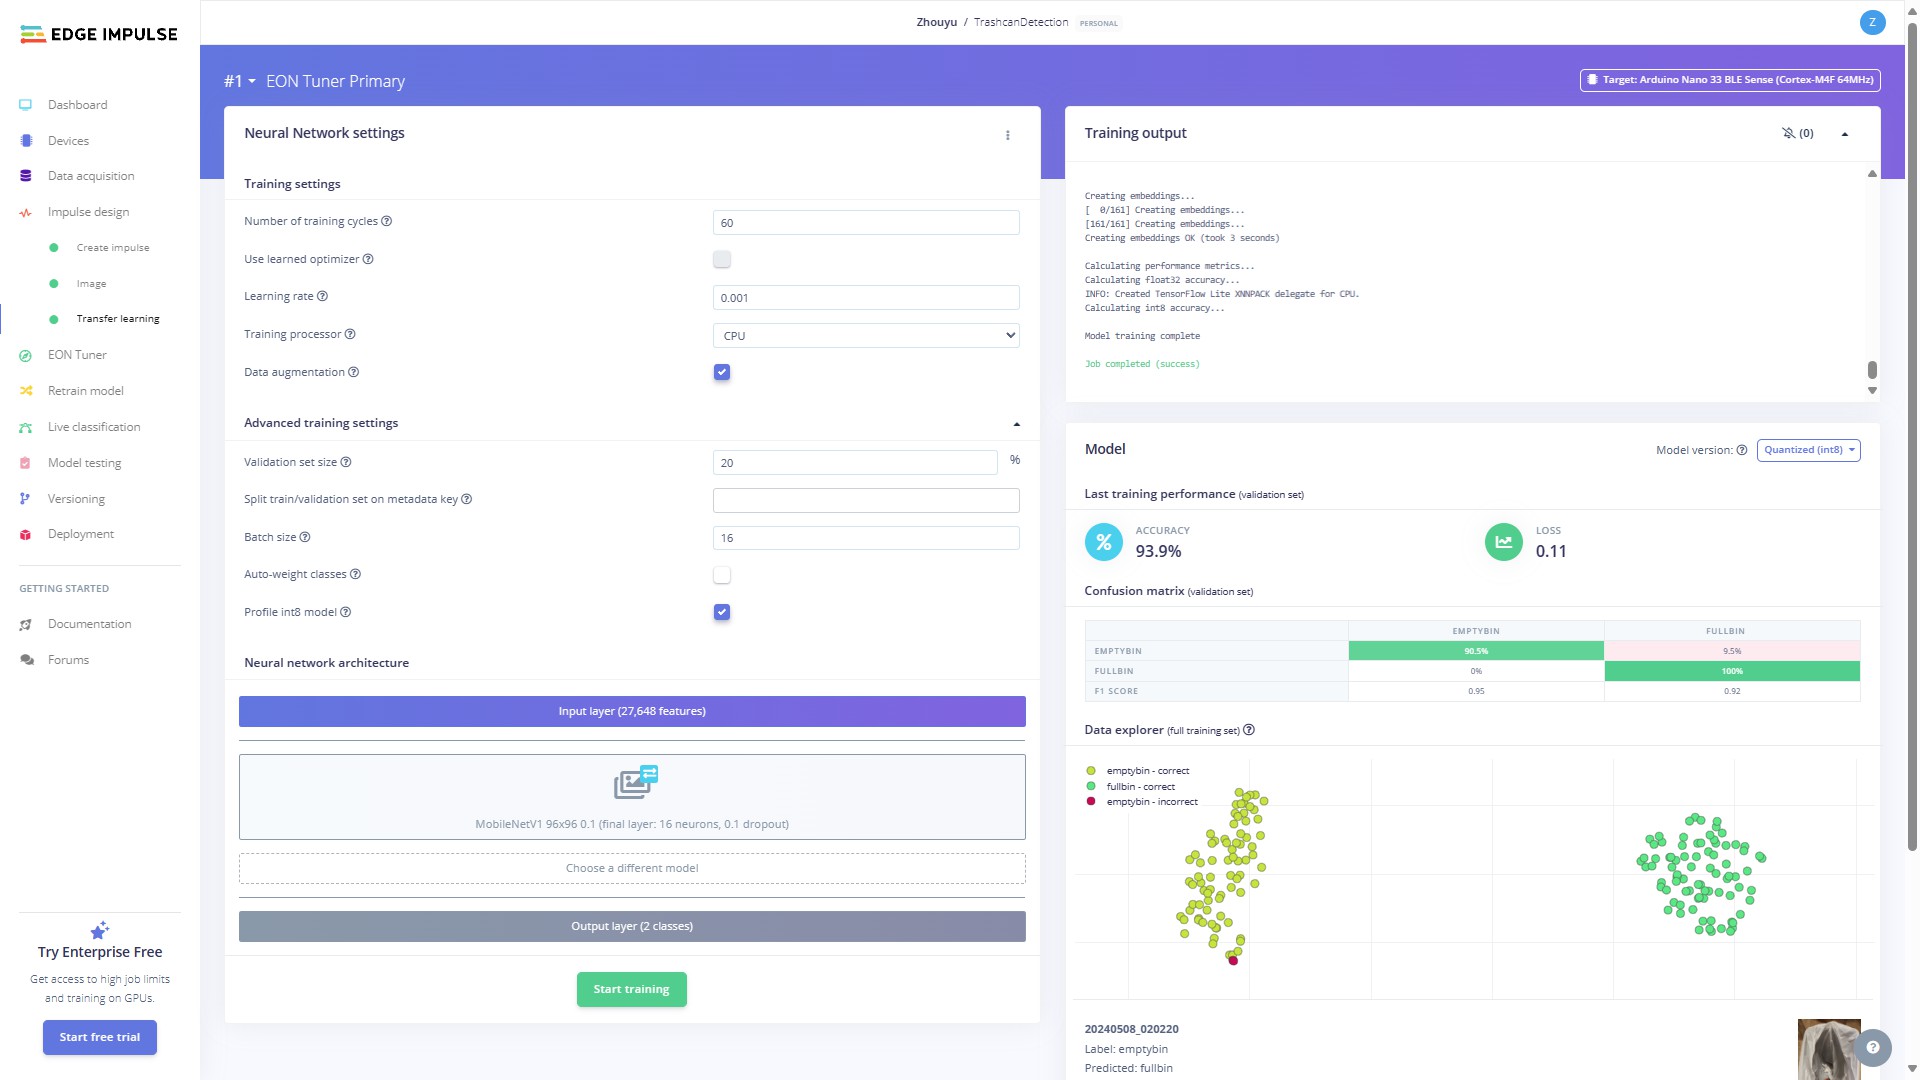 EDGE IMPULSE
Dashboard
Devices
Data acquisition
Impulse design
Create impulse
Image
Transfer learning
EON Tuner
Retrain model
Live classification
Model testing
Versioning
Deployment
GETTING STARTED
Documentation
Forums
Try Enterprise Free
Get access to high job limits
and training on GPUs.
Start free trial
Zhouyu / TrashcanDetection PERSONAL
Z
#1 EON Tuner Primary
Target: Arduino Nano 33 BLE Sense (Cortex-M4F 64MHz)
Neural Network settings
Training settings
Number of training cycles ? 60
Use learned optimizer ?
Learning rate ? 0.001
Training processor ? CPU
Data augmentation ?
Advanced training settings
Validation set size ? 20 %
Split train/validation set on metadata key ?
Batch size ? 16
Auto-weight classes ?
Profile int8 model ?
Neural network architecture
Input layer (27,648 features)
MobileNetV1 96x96 0.1 (final layer: 16 neurons, 0.1 dropout)
Choose a different model
Output layer (2 classes)
Start training
Training output (0)
Creating embeddings...
[  0/161] Creating embeddings...
[161/161] Creating embeddings...
Creating embeddings OK (took 3 seconds)
Calculating performance metrics...
Calculating float32 accuracy...
INFO: Created TensorFlow Lite XNNPACK delegate for CPU.
Calculating int8 accuracy...
Model training complete
Job completed (success)
Model Model version: ? Quantized (int8)
Last training performance (validation set)
% ACCURACY
93.9%
LOSS
0.11
Confusion matrix (validation set)
EMPTYBIN FULLBIN
EMPTYBIN 90.5% 9.5%
FULLBIN 0% 100%
F1 SCORE 0.95 0.92
Data explorer (full training set) ?
emptybin - correct
fullbin - correct
emptybin - incorrect
20240508_020220
Label: emptybin
Predicted: fullbin
?